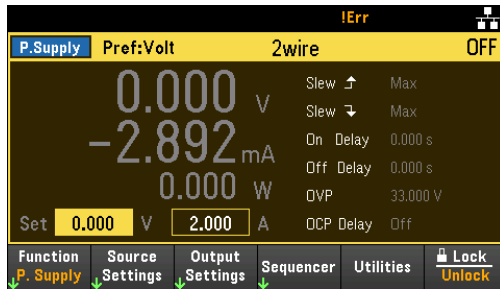 !Err
P.Supply Pref:Volt 2wire OFF
0.000 V
-2.892 mA
0.000 W
Set 0.000 V 2.000 A
Slew Max
Slew Max
On Delay 0.000 s
Off Delay 0.000 s
OVP 33.000 V
OCP Delay Off
Function P. Supply
Source Settings
Output Settings
Sequencer
Utilities
Lock Unlock